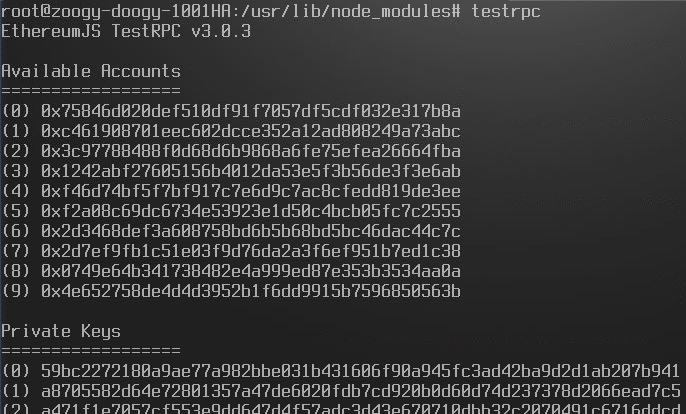 root@zoogy-doogy-1001HA:/usr/lib/node_modules# testrpc
EthereumJS TestRPC v3.0.3
Available Accounts
==================
(0) 0x75846d020def510df91f7057df5cdf032e317b8a
(1) 0xc461908701eec602dcce352a12ad808249a73abc
(2) 0x3c97788488f0d68d6b9868a6fe75efea26664fba
(3) 0x1242abf27605156b4012da53e5f3b56de3f3e6ab
(4) 0xf46d74bf5f7bf917c7e6d9c7ac8cfedd819de3ee
(5) 0xf2a08c69dc6734e53923e1d50c4bcb05fc7c2555
(6) 0x2d3468def3a608758bd6b5b68bd5bc46dac44c7c
(7) 0x2d7ef9fb1c51e03f9d76da2a3f6ef951b7ed1c38
(8) 0x0749e64b341738482e4a999ed87e353b3534aa0a
(9) 0x4e652758de4d4d3952b1f6dd9915b7596850563b
Private Keys
==================
(0) 59bc2272180a9ae77a982bbe031b431606f90a945fc3ad42ba9d2d1ab207b941
(1) a8705582d64e72801357a47de6020fdb7cd920b0d60d74d237378d2066ead7c5
(2)